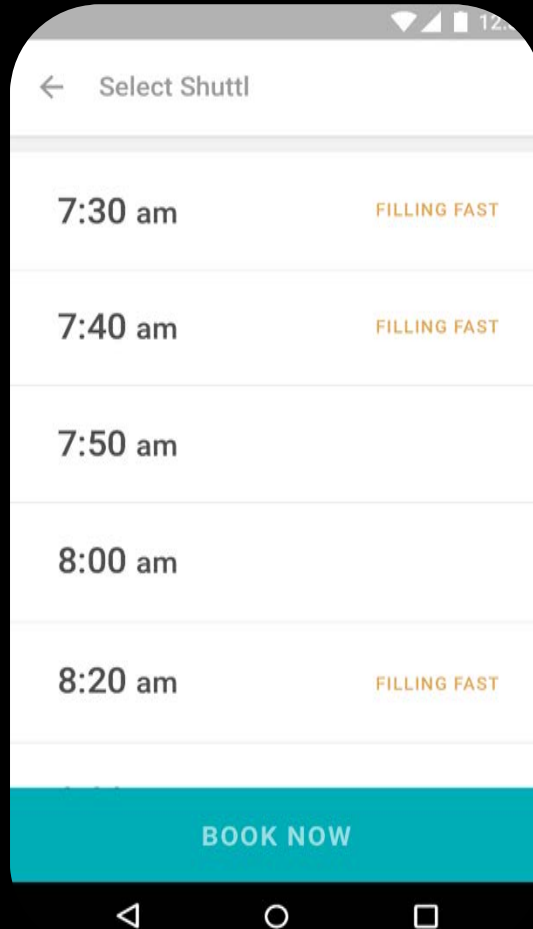 Select Shuttl
7:30 am FILLING FAST
7:40 am FILLING FAST
7:50 am
8:00 am
8:20 am FILLING FAST
BOOK NOW